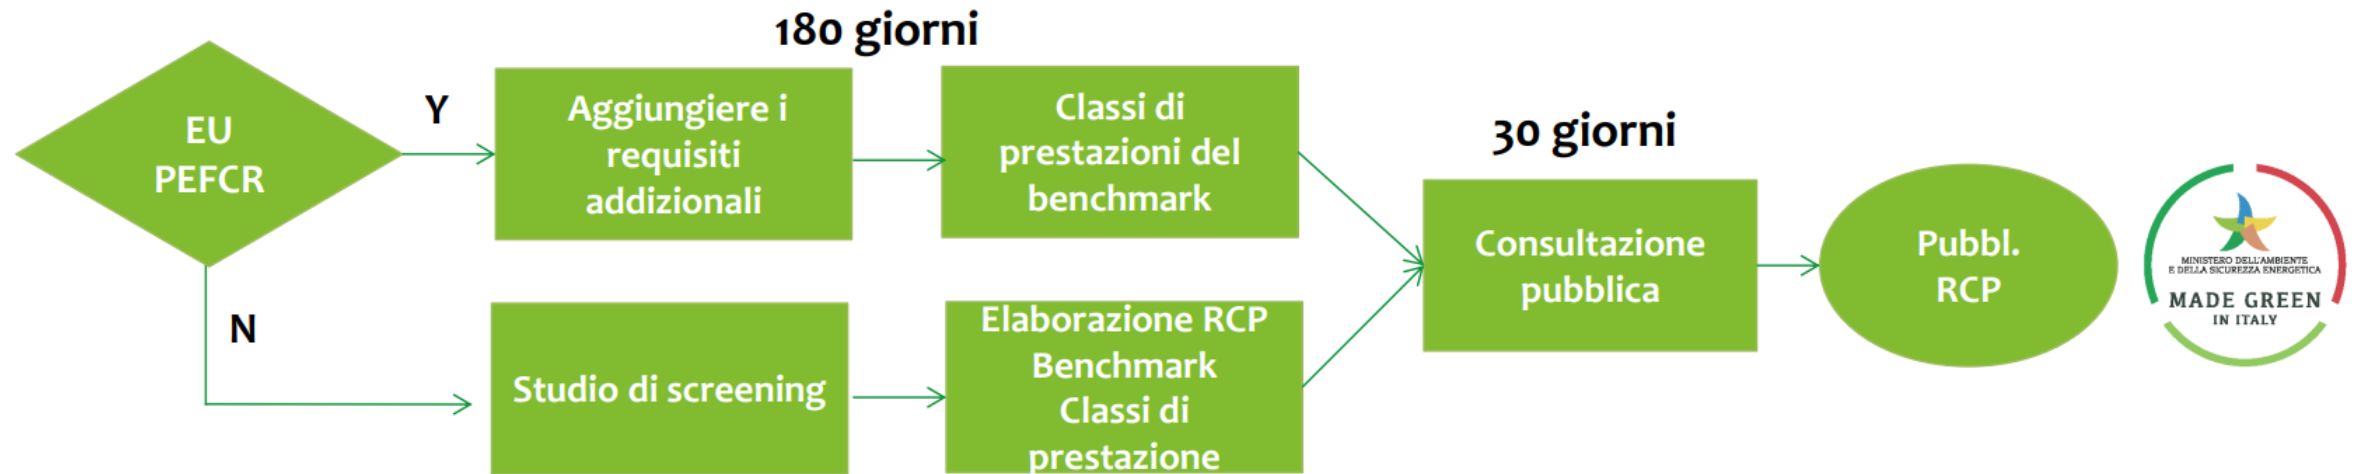 180 giorni
EU
PEFCR
Y
Aggiungiere i
requisiti
addizionali
Classi di
prestazioni del
benchmark
30 giorni
N
Studio di screening
Elaborazione RCP
Benchmark
Classi di
prestazione
Consultazione
pubblica
Pubbl.
RCP
MINISTERO DELL'AMBIENTE
E DELLA SICUREZZA ENERGETICA
MADE GREEN
IN ITALY